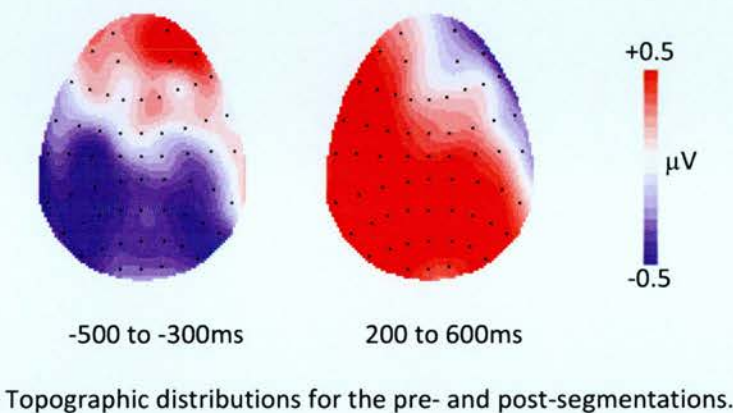 +0.5
μV
-0.5
-500 to -300ms
200 to 600ms
Topographic distributions for the pre- and post-segmentations.